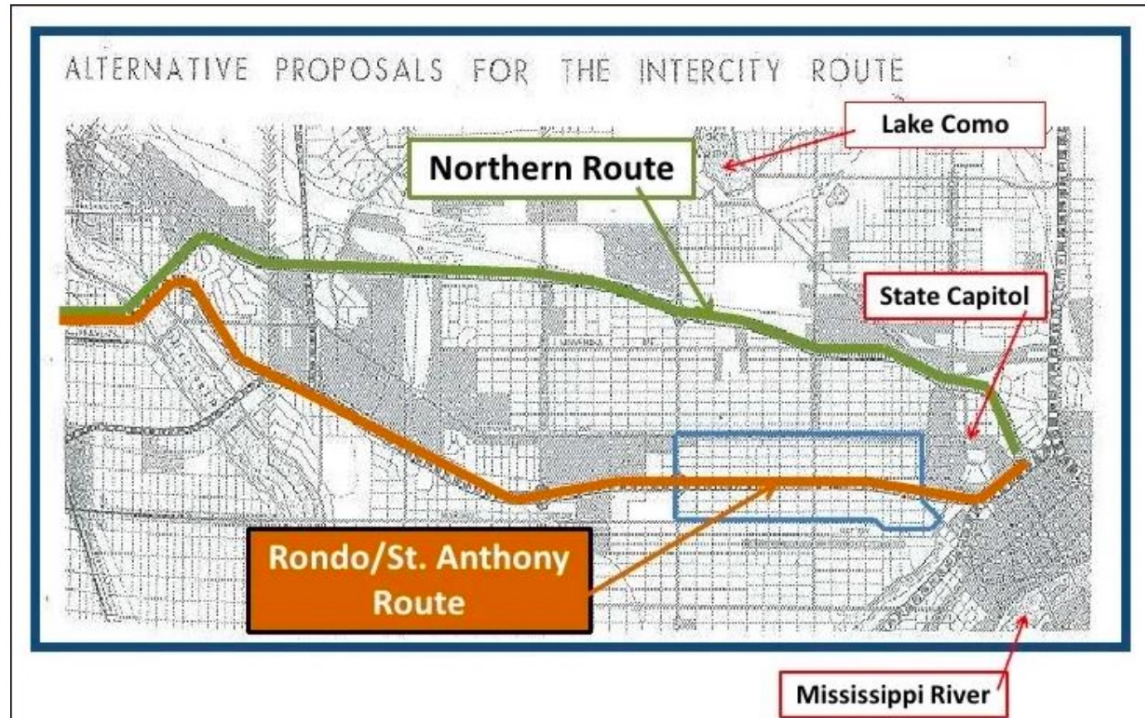 ALTERNATIVE PROPOSALS FOR THE INTERCITY ROUTE
Lake Como
Northern Route
State Capitol
Rondo/St. Anthony
Route
Mississippi River